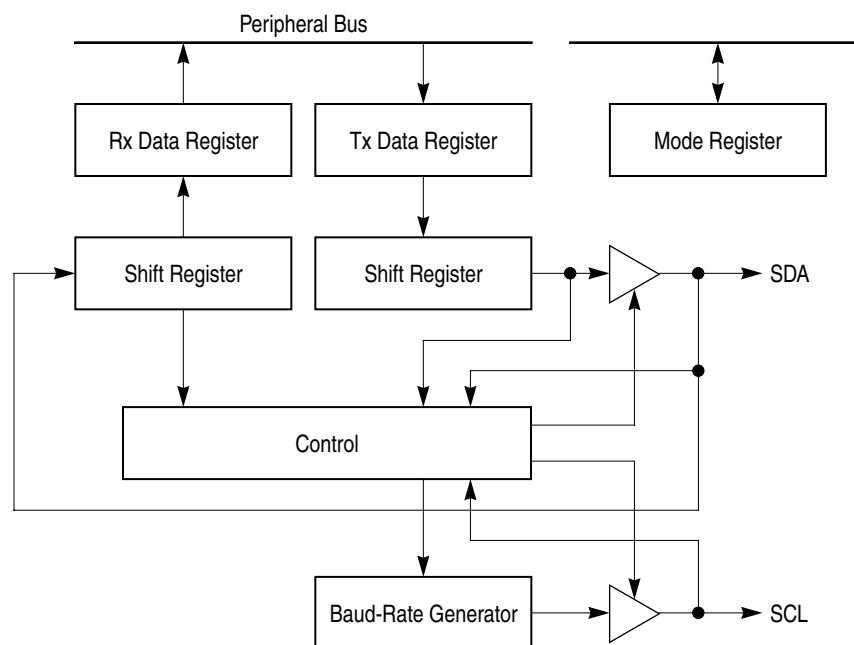 Peripheral Bus
Rx Data Register
Tx Data Register
Mode Register
Shift Register
Shift Register
SDA
Control
Baud-Rate Generator
SCL